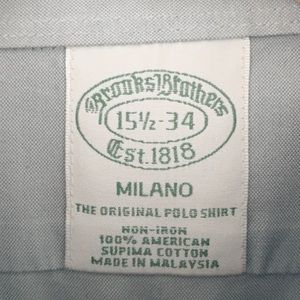 Brooks Brothers
15½-34
Est.1818
MILANO
THE ORIGINAL POLO SHIRT
NON-IRON
100% AMERICAN
SUPIMA COTTON
MADE IN MALAYSIA